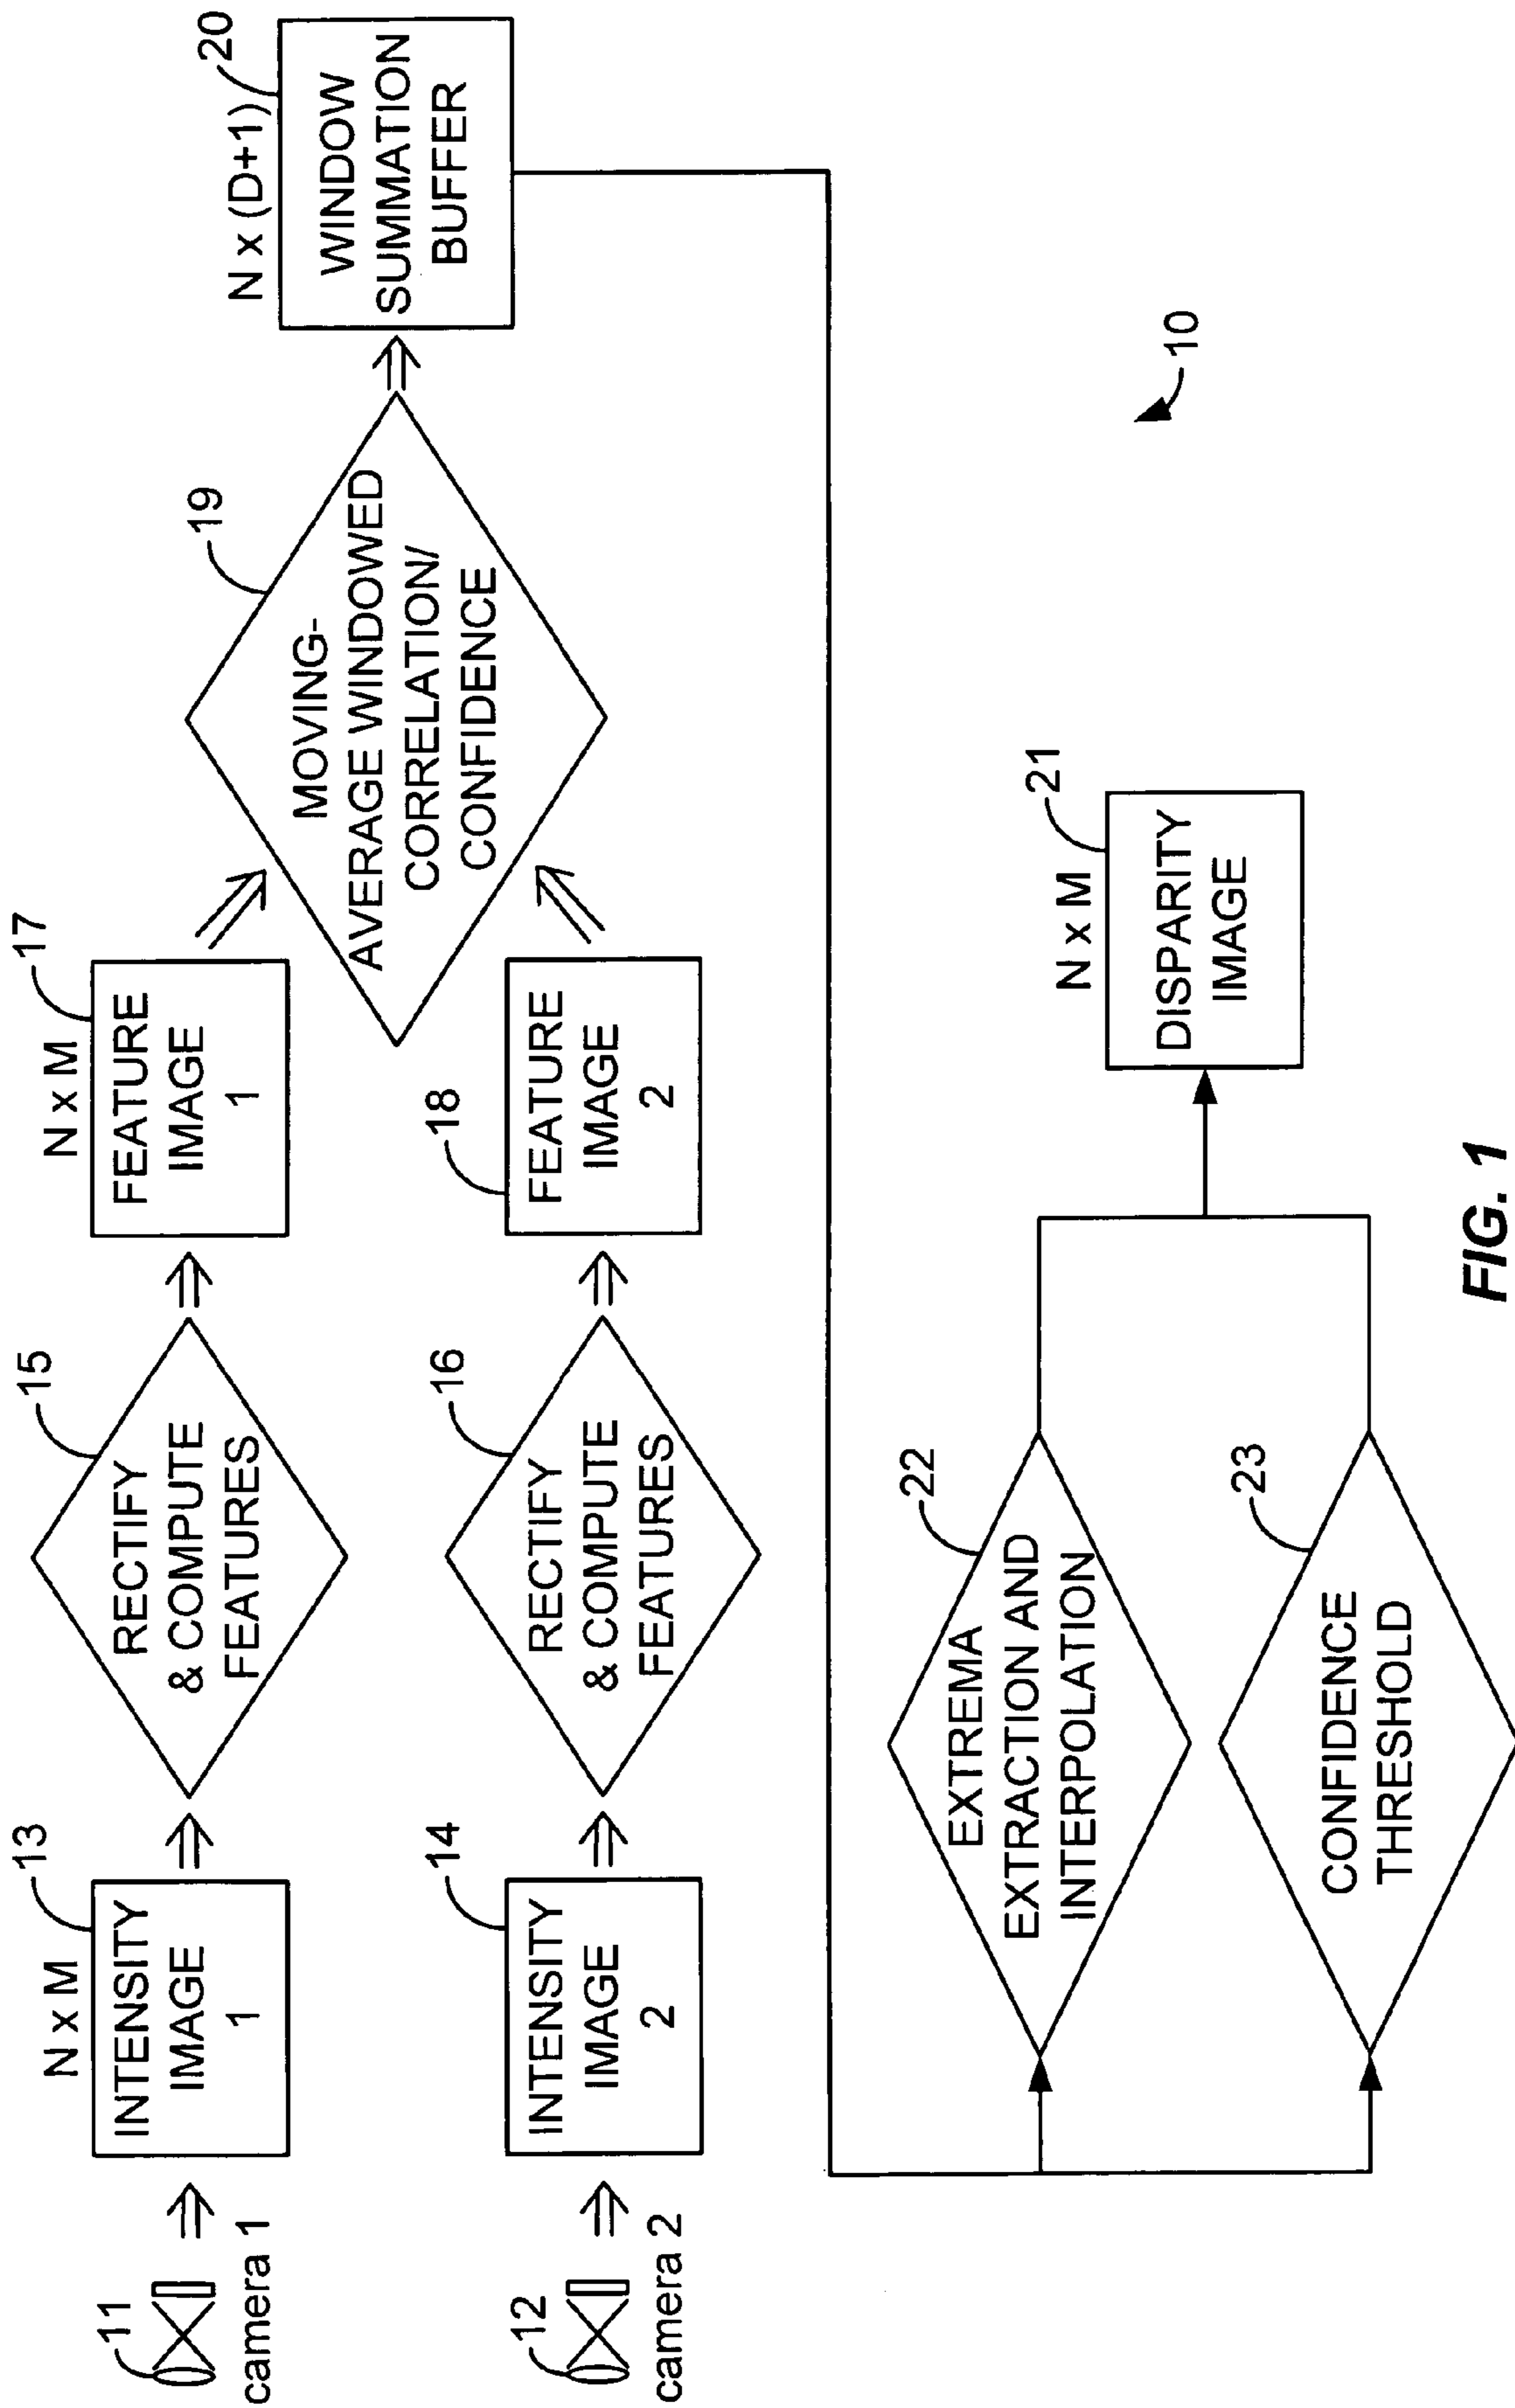 11
camera 1
N x M
13
INTENSITY
IMAGE
1
15
RECTIFY
& COMPUTE
FEATURES
N x M
17
FEATURE
IMAGE
1
12
camera 2
14
INTENSITY
IMAGE
2
16
RECTIFY
& COMPUTE
FEATURES
18
FEATURE
IMAGE
2
19
MOVING-
AVERAGE WINDOWED
CORRELATION/
CONFIDENCE
N x (D+1)
20
WINDOW
SUMMATION
BUFFER
22
EXTREMA
EXTRACTION AND
INTERPOLATION
23
CONFIDENCE
THRESHOLD
N x M
21
DISPARITY
IMAGE
10
FIG. 1